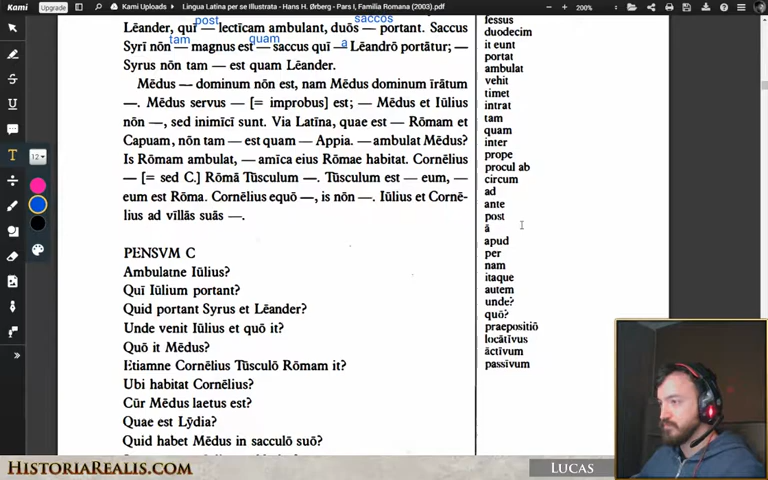 Kami
Upgrade
Kami Uploads > Lingua Latina per se Illustrata - Hans H. Ørberg - Pars I, Familia Romana (2003).pdf
200%
12
post
saccos
Lēander, quī — lectīcam ambulant, duōs — portant. Saccus
tam
quam
a
Syrī nōn — magnus est — saccus quī — Lēandrō portātur; —
Syrus nōn tam — est quam Lēander.
Mēdus — dominum nōn est, nam Mēdus dominum īrātum
—. Mēdus servus — [= improbus] est; — Mēdus et Iūlius
nōn —, sed inimīcī sunt. Via Latīna, quae est — Rōmam et
Capuam, nōn tam — est quam — Appia. — ambulat Mēdus?
Is Rōmam ambulat, — amīca eius Rōmae habitat. Cornēlius
— [= sed C.] Rōmā Tūsculum —. Tūsculum est — eum, —
eum est Rōma. Cornēlius equō —, is nōn —. Iūlius et Cornē-
lius ad vīllās suās —.
PENSVM C
Ambulatne Iūlius?
Quī Iūlium portant?
Quid portant Syrus et Lēander?
Unde venit Iūlius et quō it?
Quō it Mēdus?
Etiamne Cornēlius Tūsculō Rōmam it?
Ubi habitat Cornēlius?
Cūr Mēdus laetus est?
Quae est Lȳdia?
Quid habet Mēdus in sacculō suō?
fessus
duodecim
it eunt
portat
ambulat
vehit
timet
intrat
tam
quam
inter
prope
procul ab
circum
ad
ante
post
ā
apud
per
nam
itaque
autem
unde?
quō?
praepositiō
locātīvus
āctīvum
passīvum
HISTORIAREALIS.COM
LUCAS